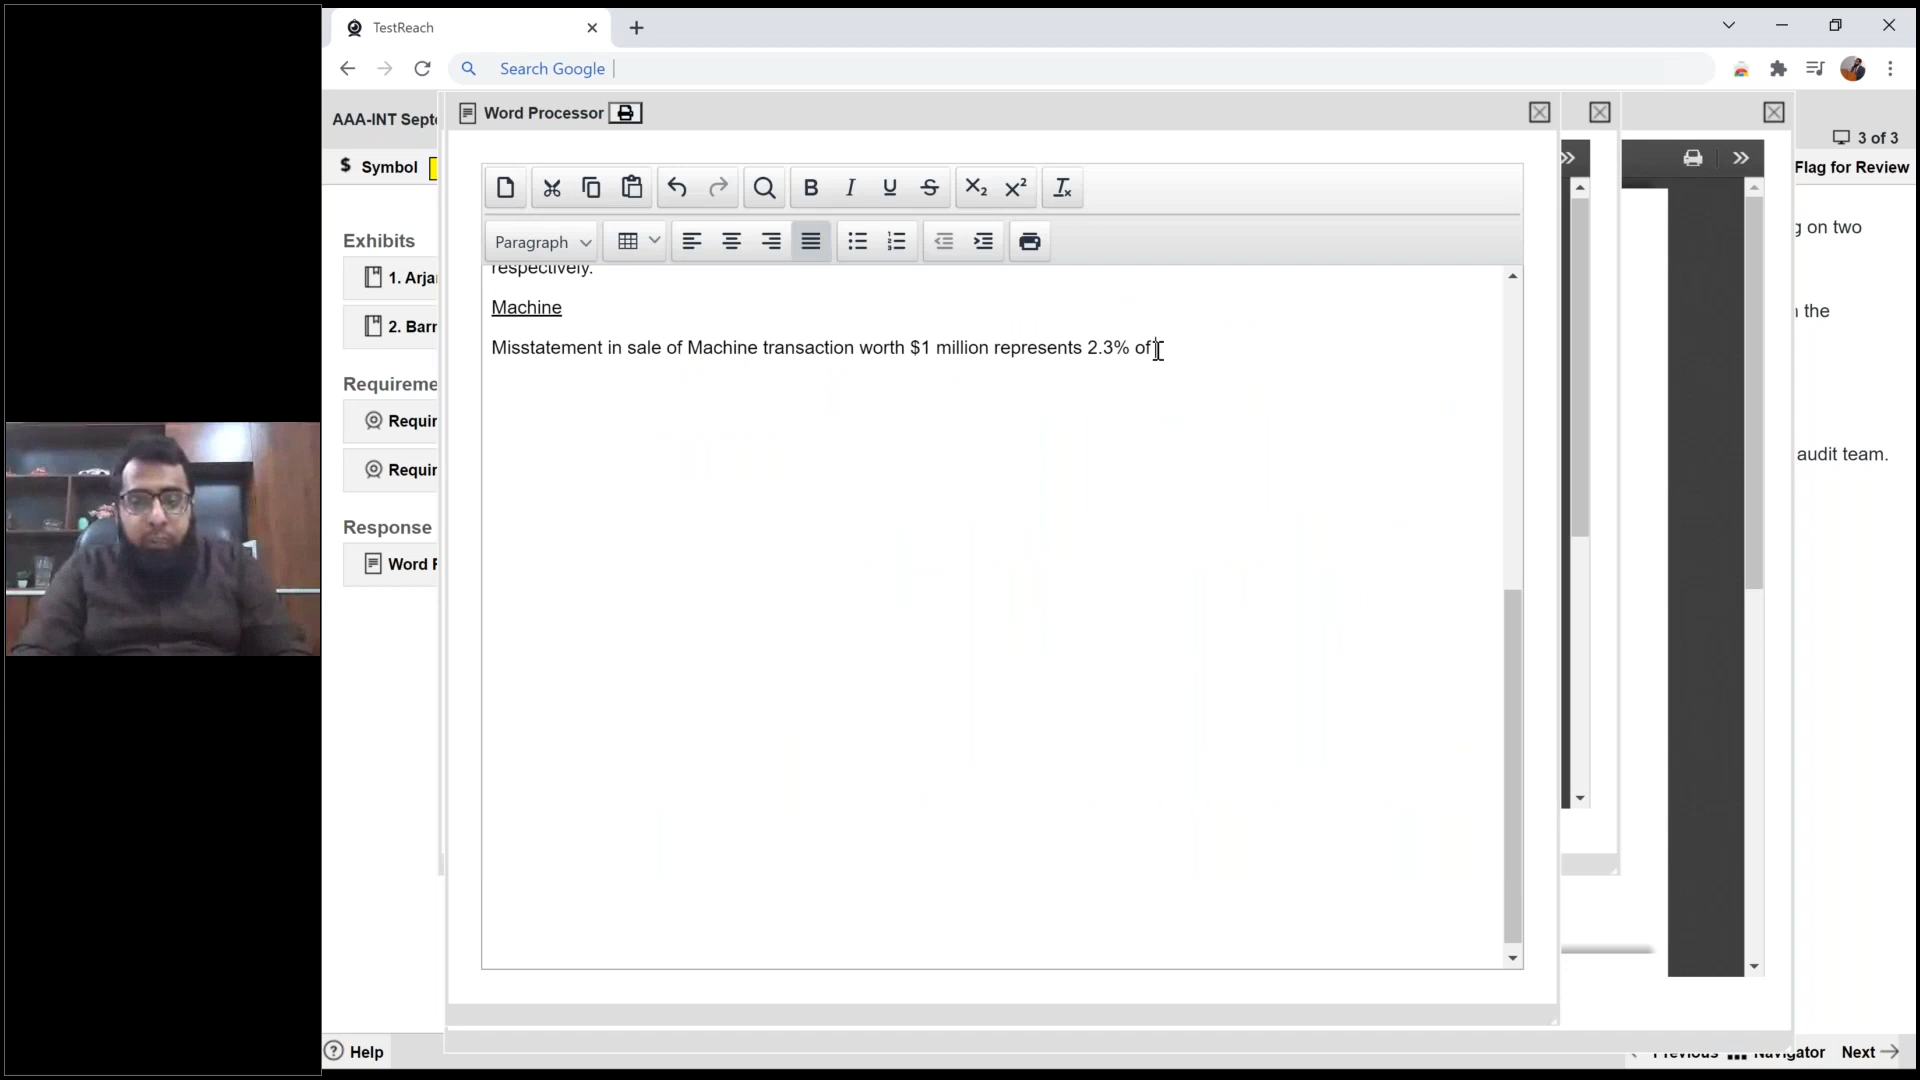 TestReach
Search Google
AAA-INT Sept
Word Processor
3 of 3
$ Symbol
Flag for Review
Paragraph
Exhibits
1. Arja
2. Barr
Requireme
Requir
Requir
Response
Word
respectively.
Machine
Misstatement in sale of Machine transaction worth $1 million represents 2.3% of
on two
the
audit team.
Help
Previous
Navigator
Next